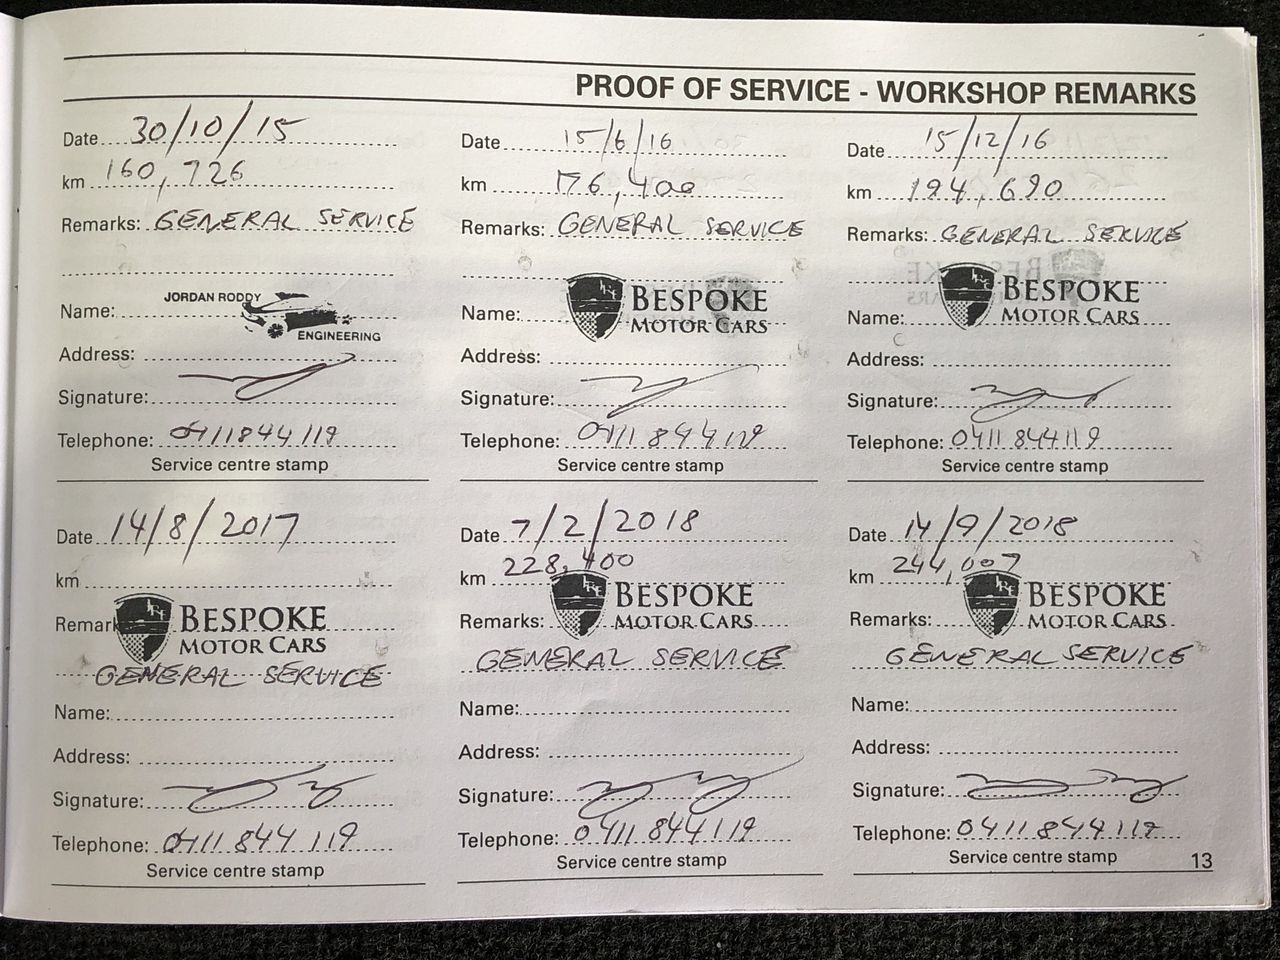 PROOF OF SERVICE - WORKSHOP REMARKS
Date 30/10/15
km 160,726
Remarks: GENERAL SERVICE
Name: JORDAN RODDY ENGINEERING
Address:
Signature:
Telephone: 0411844119
Service centre stamp
Date 15/6/16
km 176,400
Remarks: GENERAL SERVICE
Name: BESPOKE
MOTOR CARS
Address:
Signature:
Telephone: 0411 844119
Service centre stamp
Date 15/12/16
km 194,690
Remarks: GENERAL SERVICE
Name: BESPOKE
MOTOR CARS
Address:
Signature:
Telephone: 0411 844119
Service centre stamp
Date 14/8/2017
km
Remark BESPOKE
MOTOR CARS
GENERAL SERVICE
Name:
Address:
Signature:
Telephone: 0411 844 119
Service centre stamp
Date 7/2/2018
km 228,400
Remarks: BESPOKE
MOTOR CARS
GENERAL SERVICE
Name:
Address:
Signature:
Telephone: 0411 844119
Service centre stamp
Date 14/9/2018
km 244,007
Remarks: BESPOKE
MOTOR CARS
GENERAL SERVICE
Name:
Address:
Signature:
Telephone: 0411 844119
Service centre stamp
13